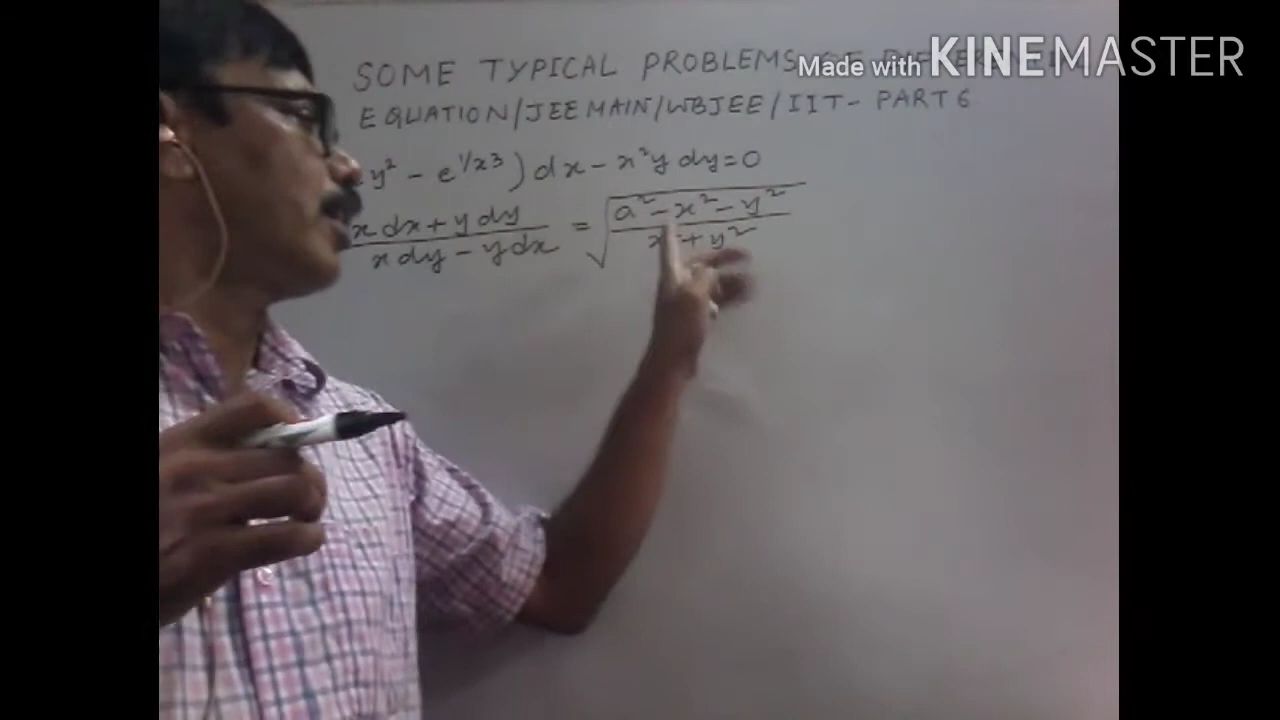 SOME TYPICAL PROBLEMS
Made with KINEMASTER
EQUATION/JEE MAIN/WBJEE/IIT - PART 6
y² - e^(1/x³)) dx - x²y dy = 0
(x dx + y dy)/(x dy - y dx) = √((a² - x² - y²)/(x² + y²))